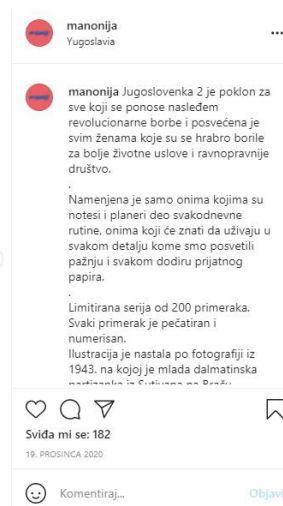 manonija
Yugoslavia
manonija Jugoslovenka 2 je poklon za
sve koji se ponose nasleđem
revolucionarne borbe i posvećena je
svim ženama koje su se hrabro borile
za bolje životne uslove i ravnopravnije
društvo.
.
Namenjena je samo onima kojima su
notesi i planeri deo svakodnevne
rutine, onima koji će znati da uživaju u
svakom detalju kome smo posvetili
pažnju i svakom dodiru prijatnog
papira.
.
Limitirana serija od 200 primeraka.
Svaki primerak je pečatiran i
numerisan.
Ilustracija je nastala po fotografiji iz
1943. na kojoj je mlada dalmatinska
partizanka iz Sutivana na Braču
Sviđa mi se: 182
19. PROSINCA 2020
Komentiraj...
Objavi